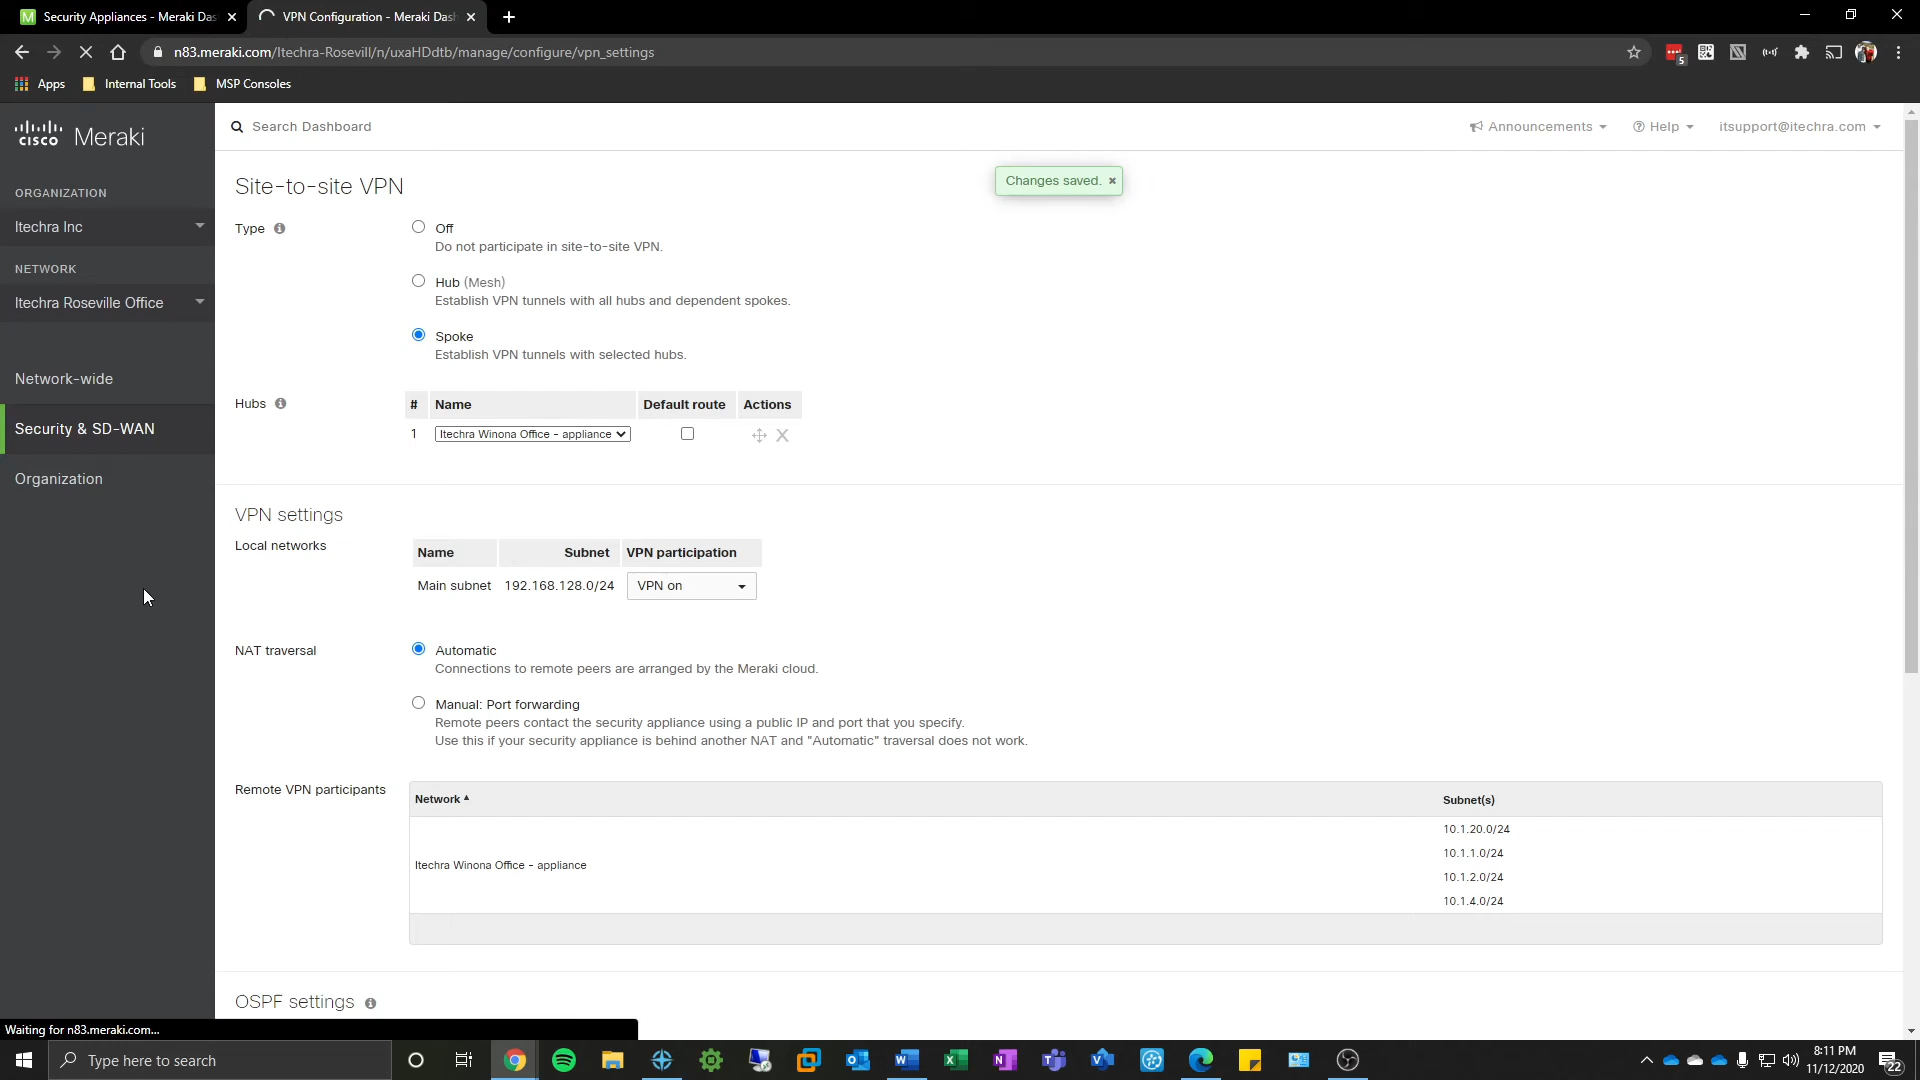 Security Appliances - Meraki Das
VPN Configuration - Meraki Dash
n83.meraki.com/Itechra-Rosevill/n/uxaHDdtb/manage/configure/vpn_settings
5
Apps
Internal Tools
MSP Consoles
cisco Meraki
Search Dashboard
Announcements
Help
itsupport@itechra.com
ORGANIZATION
Itechra Inc
NETWORK
Itechra Roseville Office
Network-wide
Security & SD-WAN
Organization
Site-to-site VPN
Changes saved. ×
Type
Off
Do not participate in site-to-site VPN.
Hub (Mesh)
Establish VPN tunnels with all hubs and dependent spokes.
Spoke
Establish VPN tunnels with selected hubs.
Hubs
# Name Default route Actions
1 Itechra Winona Office - appliance
VPN settings
Local networks
Name Subnet VPN participation
Main subnet 192.168.128.0/24 VPN on
NAT traversal
Automatic
Connections to remote peers are arranged by the Meraki cloud.
Manual: Port forwarding
Remote peers contact the security appliance using a public IP and port that you specify.
Use this if your security appliance is behind another NAT and "Automatic" traversal does not work.
Remote VPN participants
Network Subnet(s)
Itechra Winona Office - appliance
10.1.20.0/24
10.1.1.0/24
10.1.2.0/24
10.1.4.0/24
OSPF settings
Waiting for n83.meraki.com...
Type here to search
8:11 PM
11/12/2020
22